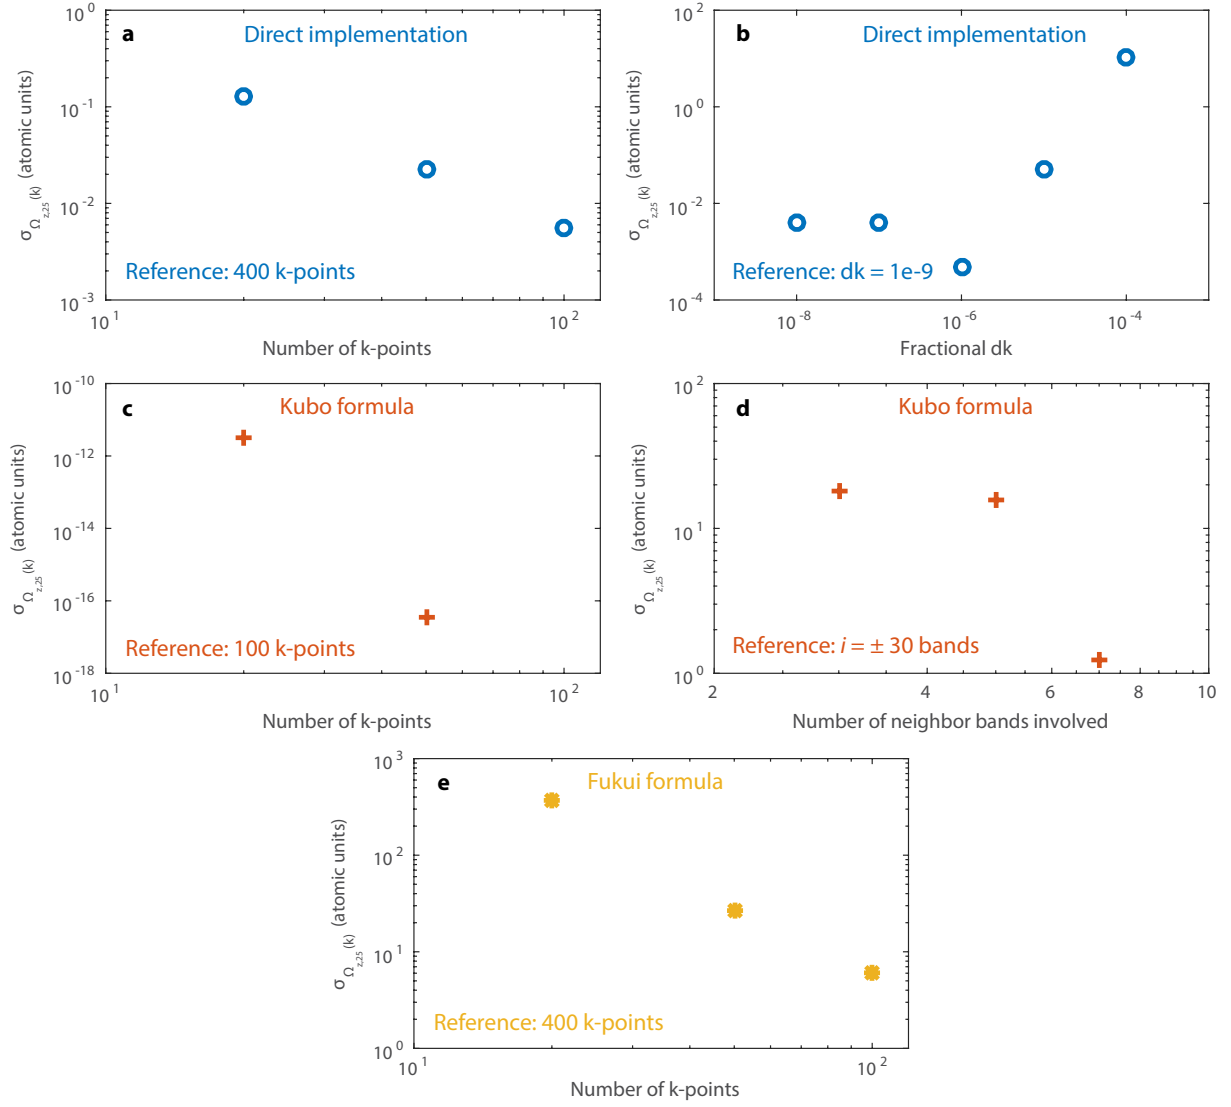 a
Direct implementation
10^0
10^-1
10^-2
10^-3
σ_Ω_z,25(k) (atomic units)
Reference: 400 k-points
10^1
10^2
Number of k-points
b
Direct implementation
10^2
10^0
10^-2
10^-4
σ_Ω_z,25(k) (atomic units)
Reference: dk = 1e-9
10^-8
10^-6
10^-4
Fractional dk
c
Kubo formula
10^-10
10^-12
10^-14
10^-16
10^-18
σ_Ω_z,25(k) (atomic units)
Reference: 100 k-points
10^1
10^2
Number of k-points
d
Kubo formula
10^2
10^1
10^0
σ_Ω_z,25(k) (atomic units)
Reference: i = ± 30 bands
2
4
6
8
10
Number of neighbor bands involved
e
Fukui formula
10^3
10^2
10^1
10^0
σ_Ω_z,25(k) (atomic units)
Reference: 400 k-points
10^1
10^2
Number of k-points